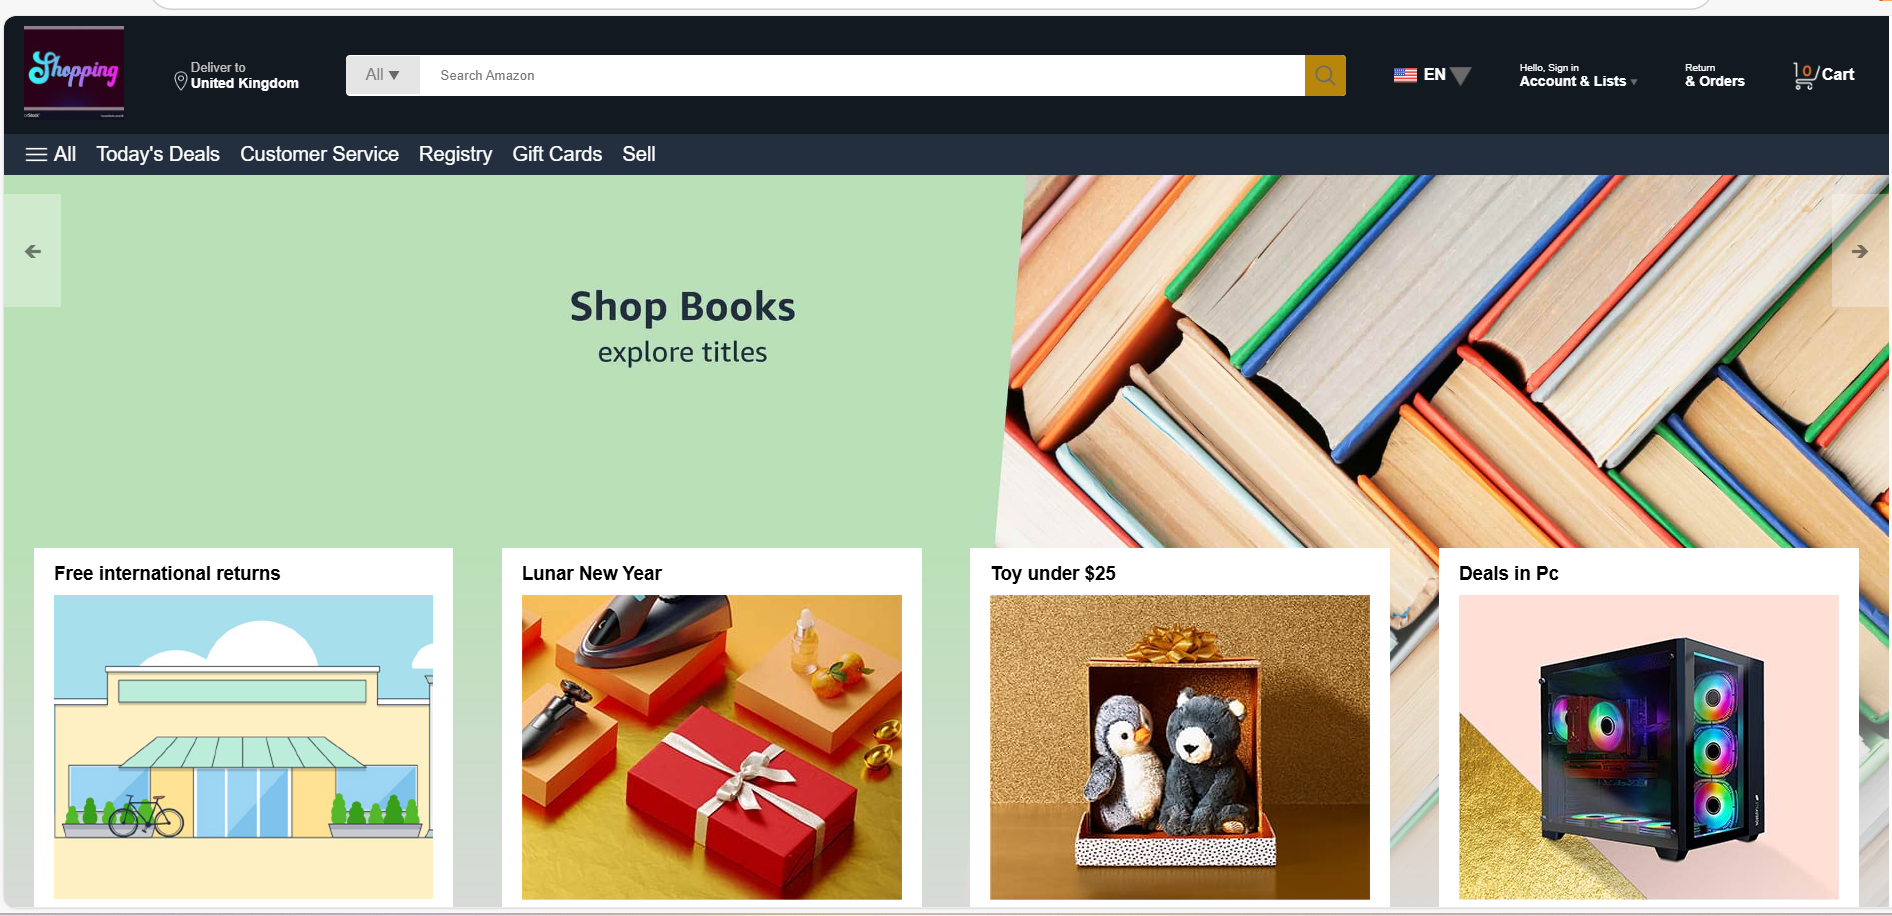 Shopping
Deliver to
United Kingdom
All ▼
Search Amazon
EN
Hello, Sign in
Account & Lists
Return
& Orders
0
Cart
All
Today's Deals
Customer Service
Registry
Gift Cards
Sell
Shop Books
explore titles
Free international returns
Lunar New Year
Toy under $25
Deals in Pc